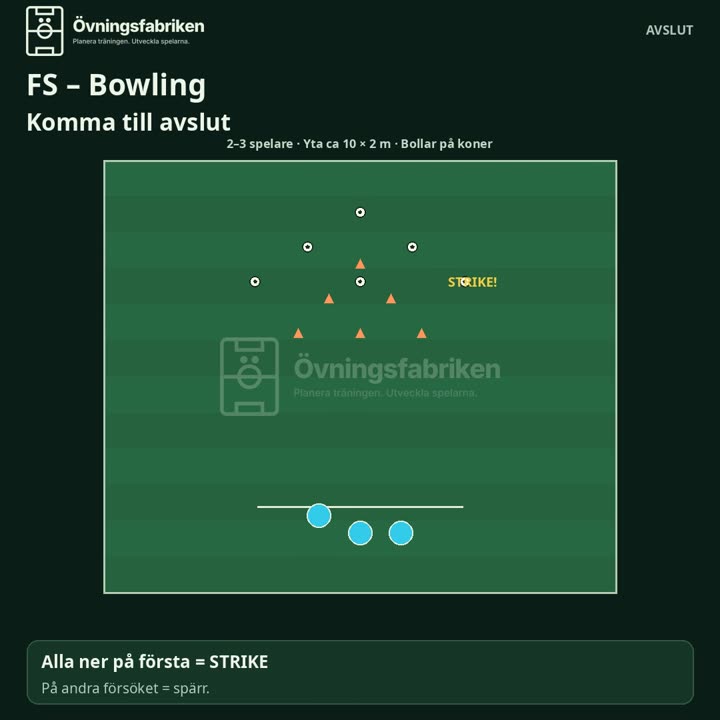 Övningsfabriken
Planera träningen. Utveckla spelarna.
AVSLUT
FS – Bowling
Komma till avslut
2–3 spelare · Yta ca 10 × 2 m · Bollar på koner
STRIKE!
Övningsfabriken
Planera träningen. Utveckla spelarna.
Alla ner på första = STRIKE
På andra försöket = spärr.